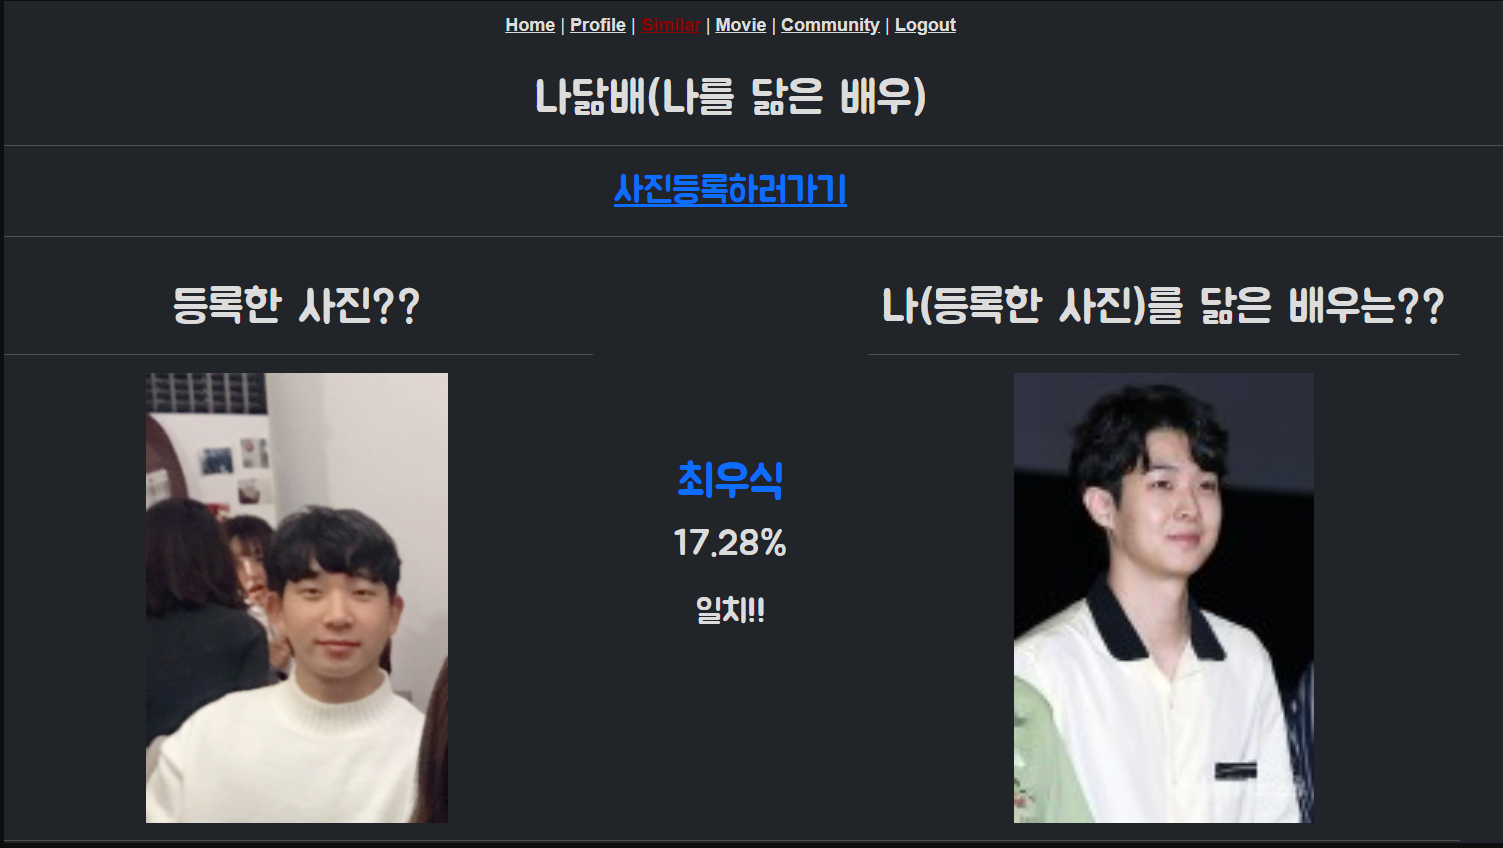 Home | Profile | Similar | Movie | Community | Logout
나닮배(나를 닮은 배우)
사진등록하러가기
등록한 사진??
나(등록한 사진)를 닮은 배우는??
최우식
17.28%
일치!!